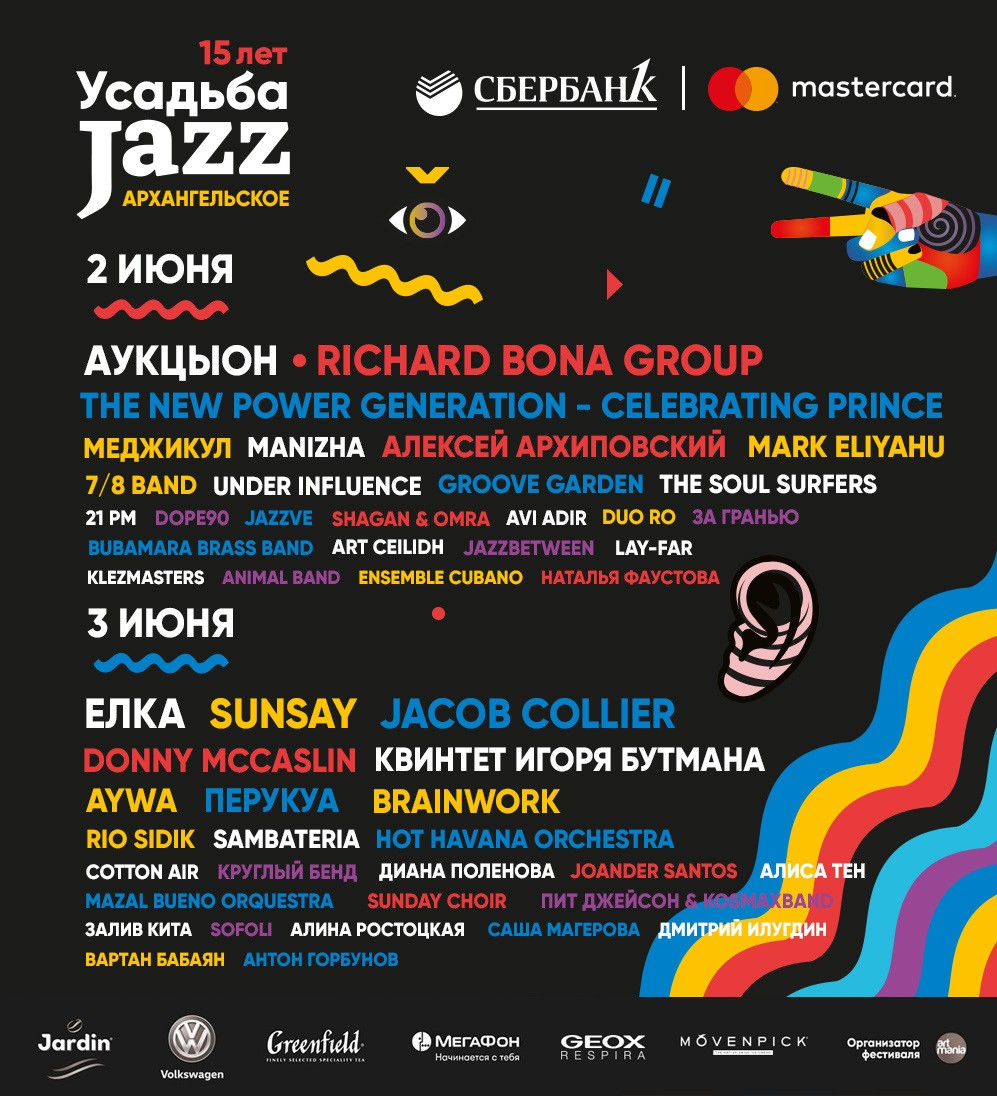 15 лет
Усадьба
Jazz
АРХАНГЕЛЬСКОЕ
СБЕРБАНК
mastercard.
2 ИЮНЯ
АУКЦЫОН • RICHARD BONA GROUP
THE NEW POWER GENERATION - CELEBRATING PRINCE
МЕДЖИКУЛ MANIZHA АЛЕКСЕЙ АРХИПОВСКИЙ MARK ELIYAHU
7/8 BAND UNDER INFLUENCE GROOVE GARDEN THE SOUL SURFERS
21 PM DOPE90 JAZZVE SHAGAN & OMRA AVI ADIR DUO RO ЗА ГРАНЬЮ
BUBAMARA BRASS BAND ART CEILIDH JAZZBETWEEN LAY-FAR
KLEZMASTERS ANIMAL BAND ENSEMBLE CUBANO НАТАЛЬЯ ФАУСТОВА
3 ИЮНЯ
ЕЛКА SUNSAY JACOB COLLIER
DONNY MCCASLIN КВИНТЕТ ИГОРЯ БУТМАНА
AYWA ПЕРУКУА BRAINWORK
RIO SIDIK SAMBATERIA HOT HAVANA ORCHESTRA
COTTON AIR КРУГЛЫЙ БЕНД ДИАНА ПОЛЕНОВА JOANDER SANTOS АЛИСА ТЕН
MAZAL BUENO ORQUESTRA SUNDAY CHOIR ПИТ ДЖЕЙСОН & KOSMAXBAND
ЗАЛИВ КИТА SOFOLI АЛИНА РОСТОЦКАЯ САША МАГЕРОВА ДМИТРИЙ ИЛУГДИН
ВАРТАН БАБАЯН АНТОН ГОРБУНОВ
Jardin
Volkswagen
Greenfield
FINELY SELECTED SPECIALITY TEA
МЕГАФОН
Начинается с тебя
GEOX
RESPIRA
MÖVENPICK
Организатор
фестиваля
art
mania